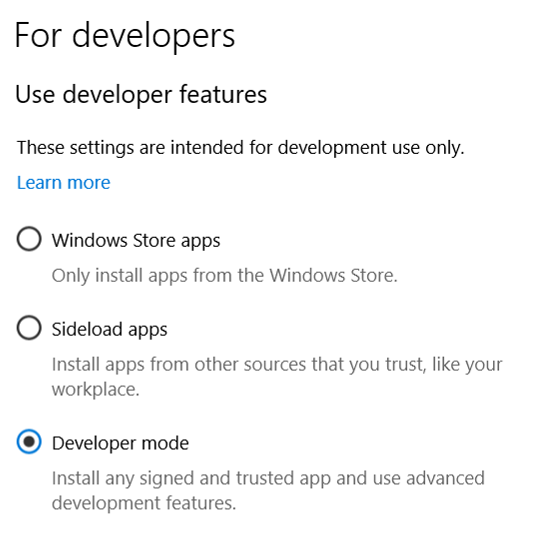 For developers
Use developer features
These settings are intended for development use only.
Learn more
Windows Store apps
Only install apps from the Windows Store.
Sideload apps
Install apps from other sources that you trust, like your
workplace.
Developer mode
Install any signed and trusted app and use advanced
development features.